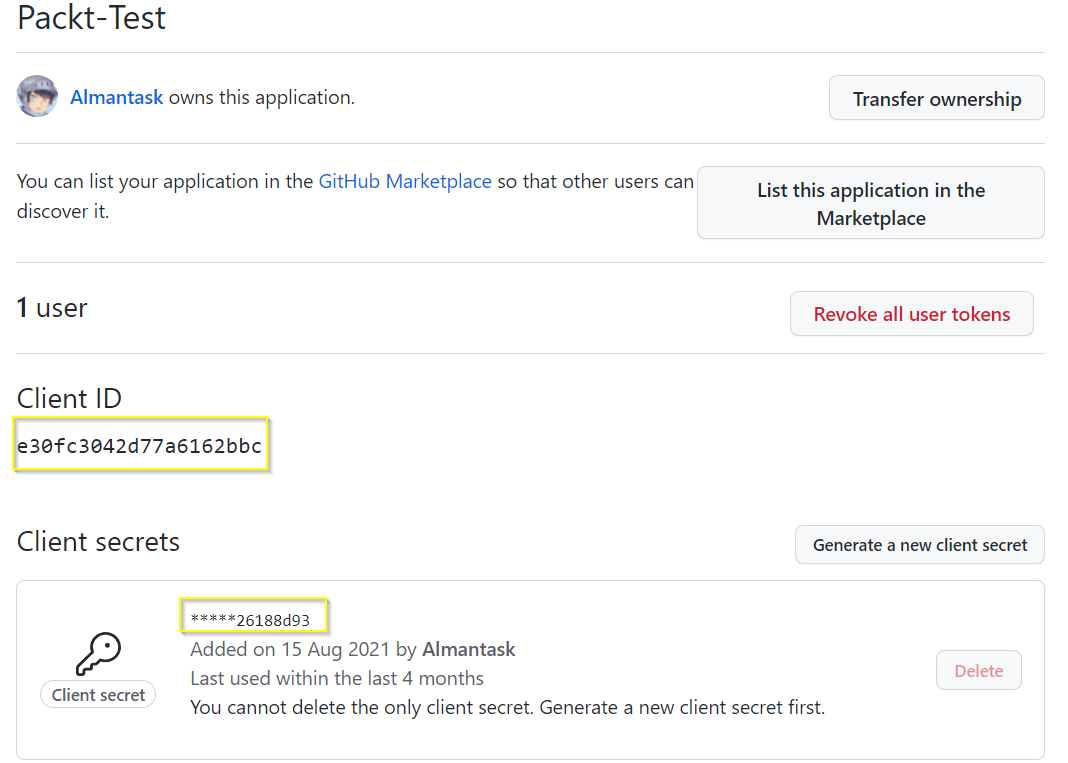 Packt-Test
Almantask owns this application.
Transfer ownership
You can list your application in the GitHub Marketplace so that other users can
discover it.
List this application in the
Marketplace
1 user
Revoke all user tokens
Client ID
e30fc3042d77a6162bbc
Client secrets
Generate a new client secret
*****26188d93
Added on 15 Aug 2021 by Almantask
Last used within the last 4 months
You cannot delete the only client secret. Generate a new client secret first.
Client secret
Delete